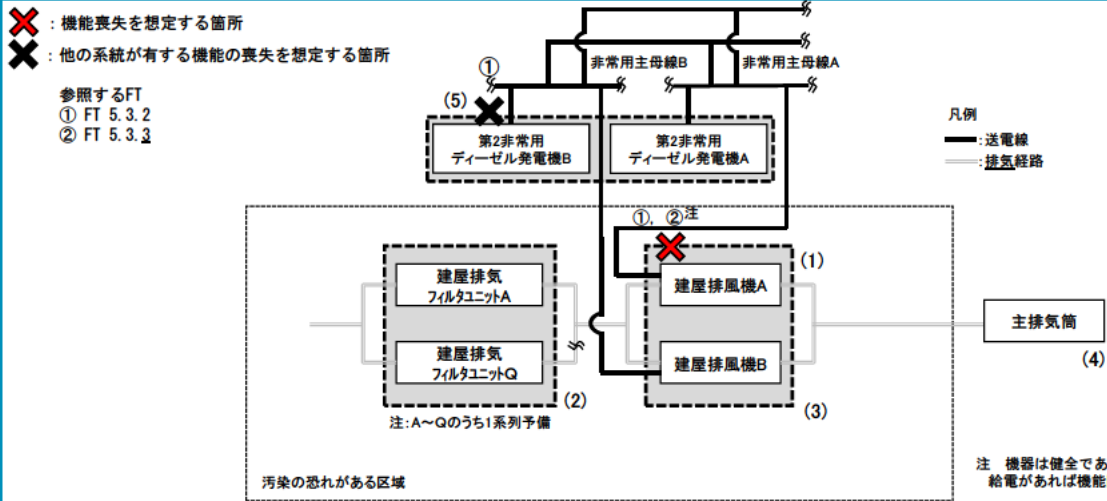 ：機能喪失を想定する箇所
：他の系統が有する機能の喪失を想定する箇所
参照するFT
① FT 5.3.2
② FT 5.3.3
①
非常用主母線B
非常用主母線A
(5)
第2非常用
ディーゼル発電機B
第2非常用
ディーゼル発電機A
凡例
：送電線
：排気経路
①，②注
(1)
建屋排気
フィルタユニットA
建屋排風機A
主排気筒
(4)
建屋排気
フィルタユニットQ
建屋排風機B
(2)
(3)
注：A～Qのうち1系列予備
汚染の恐れがある区域
注　機器は健全であ
給電があれば機能